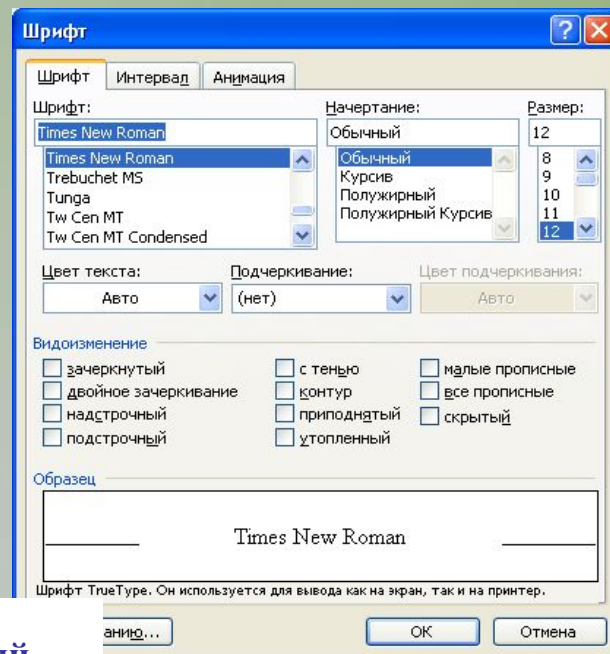 Шрифт
Шрифт Интервал Анимация
Шрифт: Начертание: Размер:
Times New Roman Обычный 12
Times New Roman Обычный 8
Trebuchet MS Курсив 9
Tunga Полужирный 10
Tw Cen MT Полужирный Курсив 11
Tw Cen MT Condensed 12
Цвет текста: Подчеркивание: Цвет подчеркивания:
Авто (нет) Авто
Видоизменение
зачеркнутый с тенью малые прописные
двойное зачеркивание контур все прописные
надстрочный приподнятый скрытый
подстрочный утопленный
Образец
Times New Roman
Шрифт TrueType. Он используется для вывода как на экран, так и на принтер.
анию... ОК Отмена